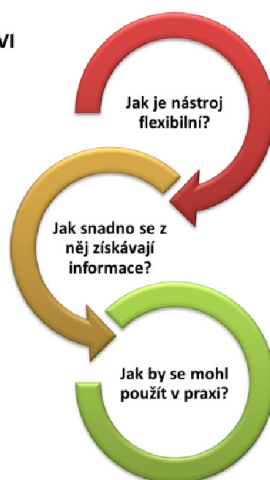 VI
Jak je nástroj
flexibilní?
Jak snadno se z
něj získávají
informace?
Jak by se mohl
použít v praxi?